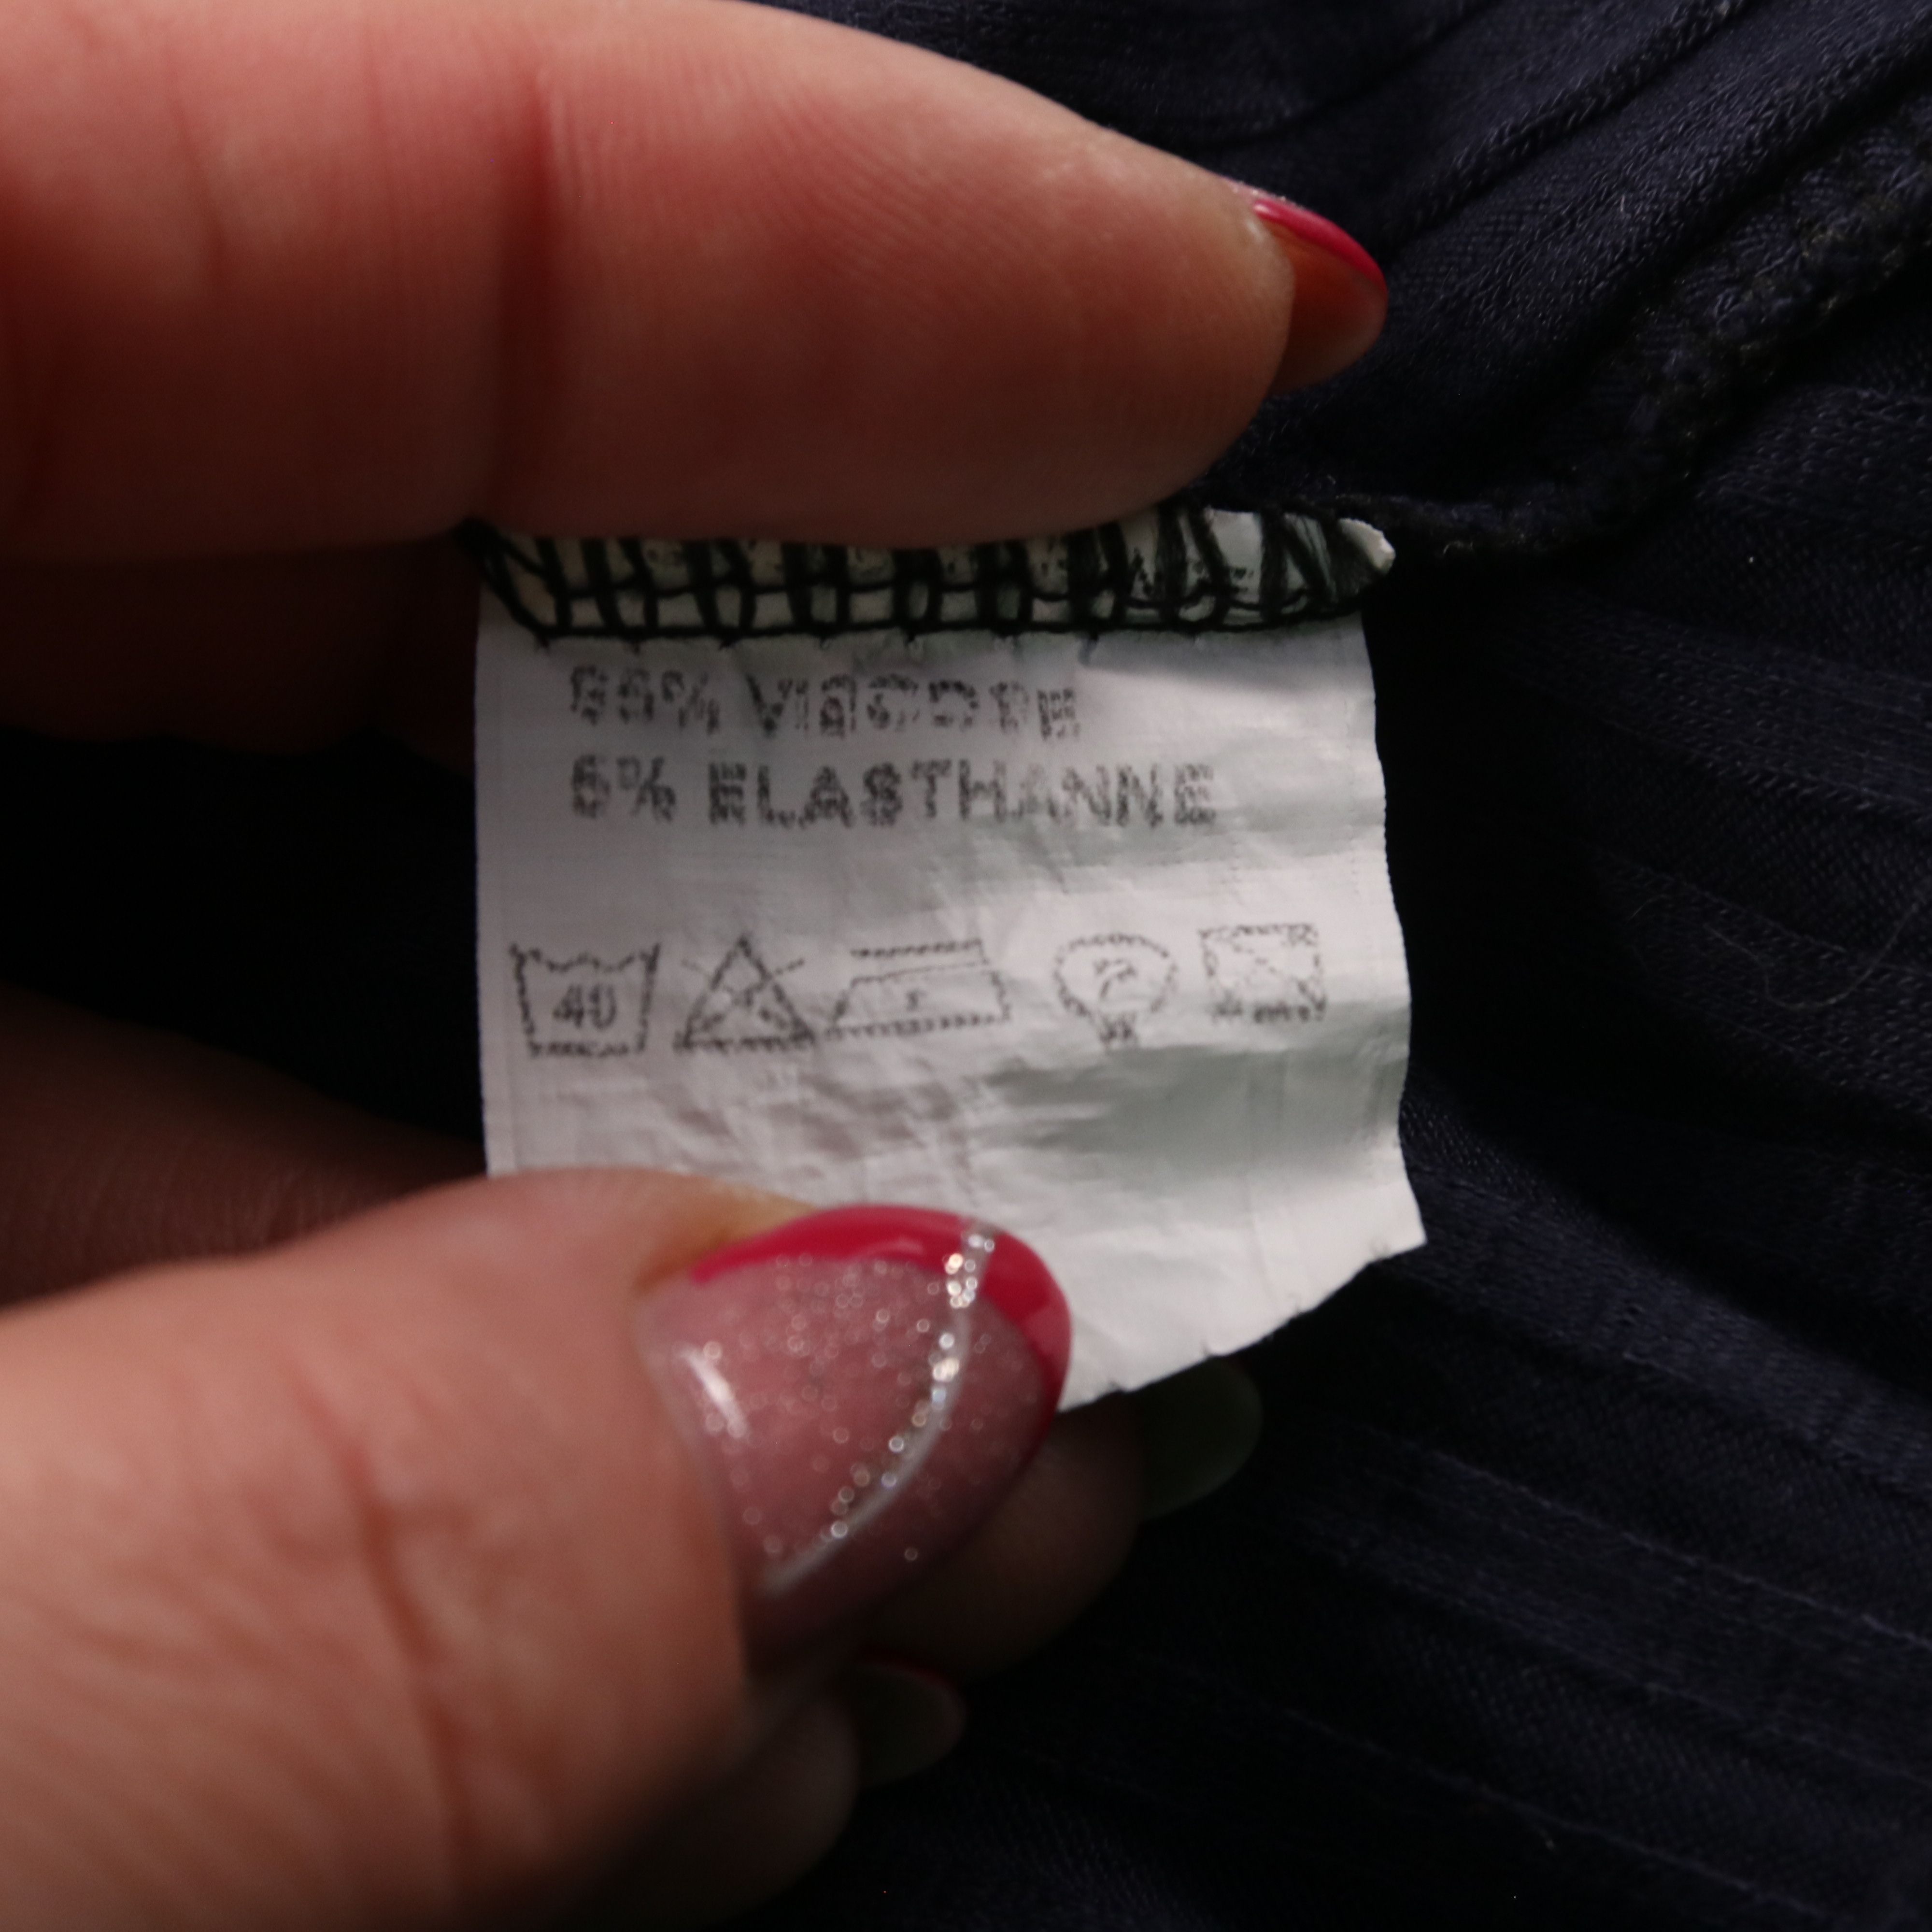 95% VISCOSE
5% ELASTHANNE
40